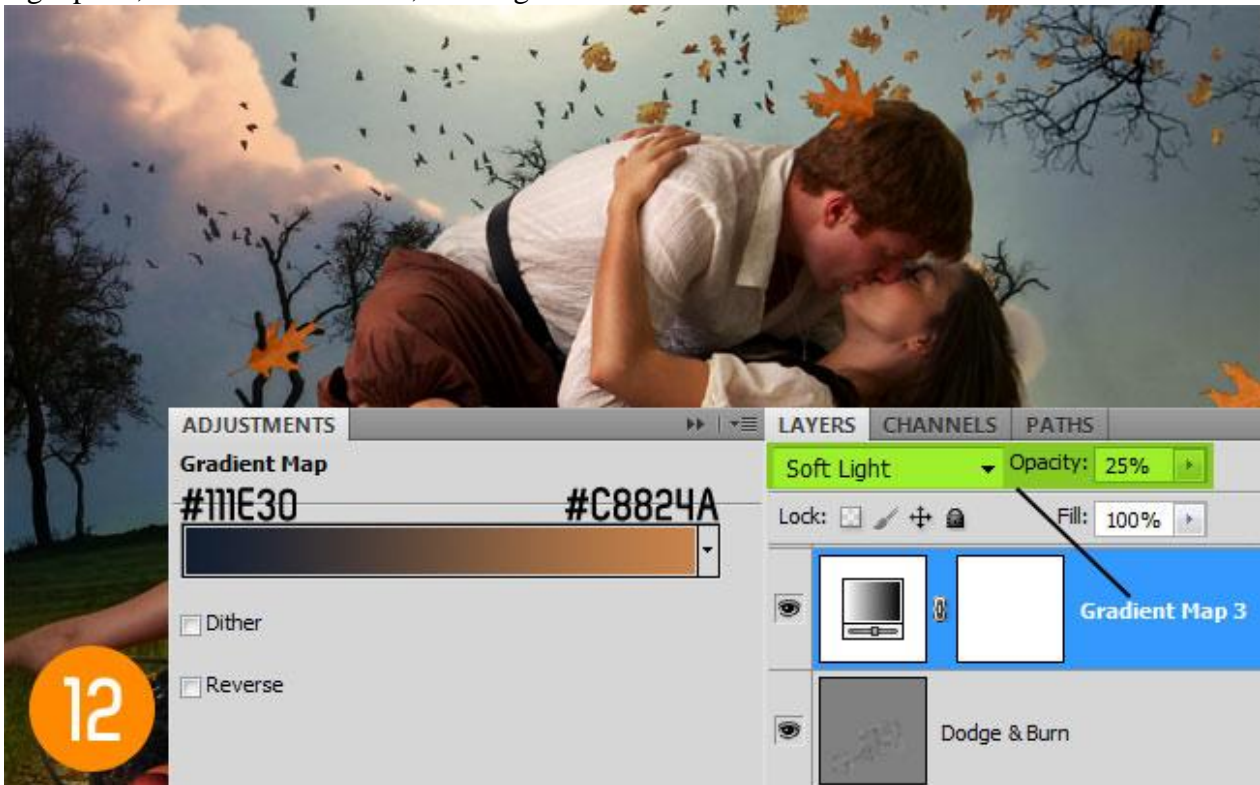 ADJUSTMENTS
Gradient Map
#111E30 #C8824A
Dither
Reverse
12
LAYERS CHANNELS PATHS
Soft Light Opacity: 25%
Lock: Fill: 100%
Gradient Map 3
Dodge & Burn